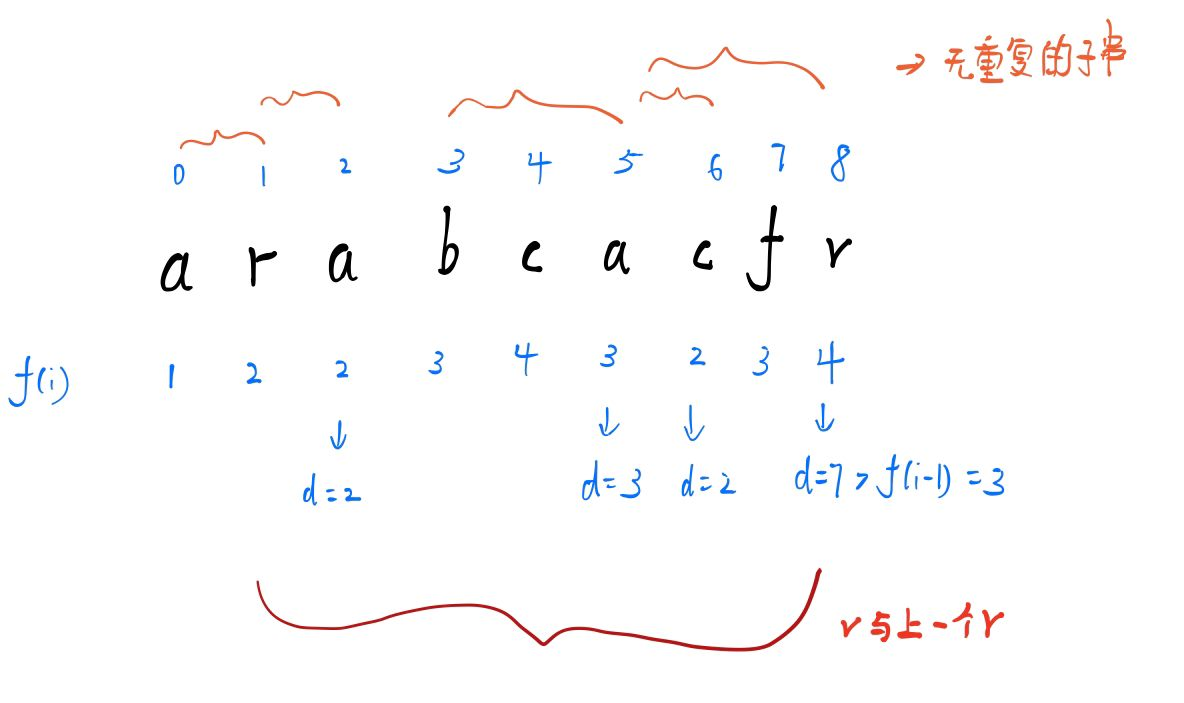 → 无重复的子串
0 1 2 3 4 5 6 7 8
a r a b c a c f r
f(i) 1 2 2 3 4 3 2 3 4
↓ ↓ ↓ ↓
d=2 d=3 d=2 d=7 > f(i-1) = 3
r与上一个r